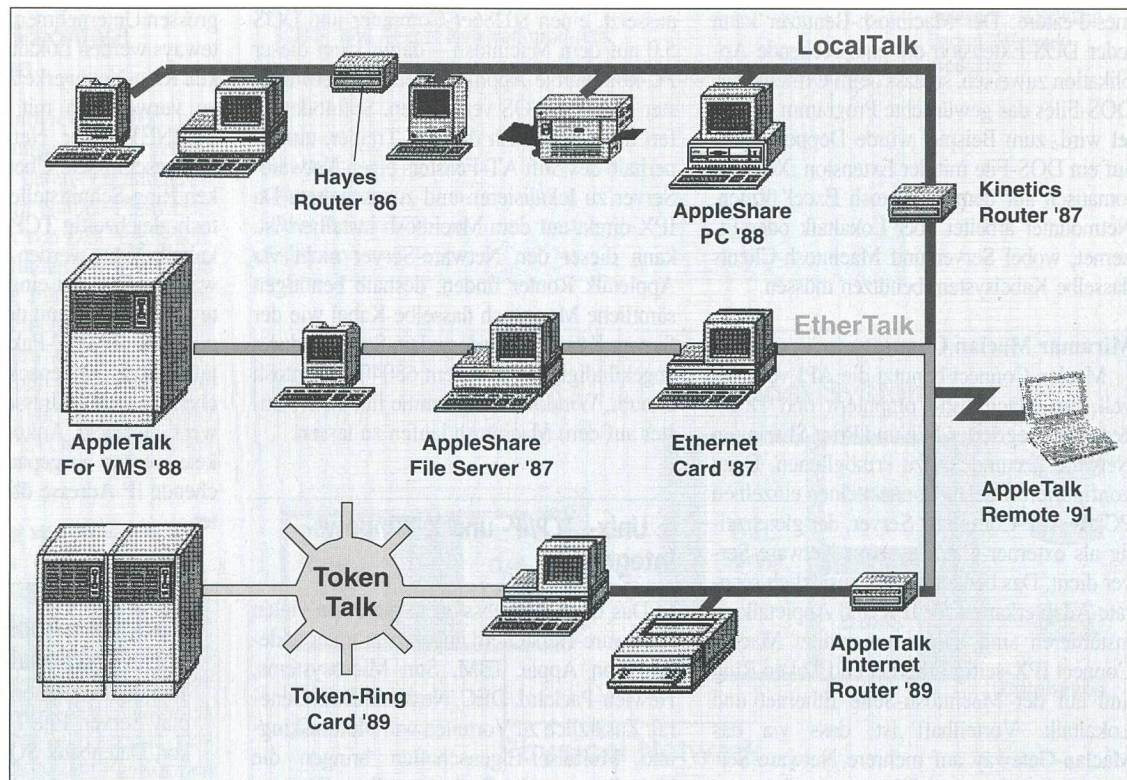 LocalTalk
Hayes
Router '86
AppleShare
PC '88
Kinetics
Router '87
EtherTalk
AppleTalk
For VMS '88
AppleShare
File Server '87
Ethernet
Card '87
AppleTalk
Remote '91
Token
Talk
Token-Ring
Card '89
AppleTalk
Internet
Router '89